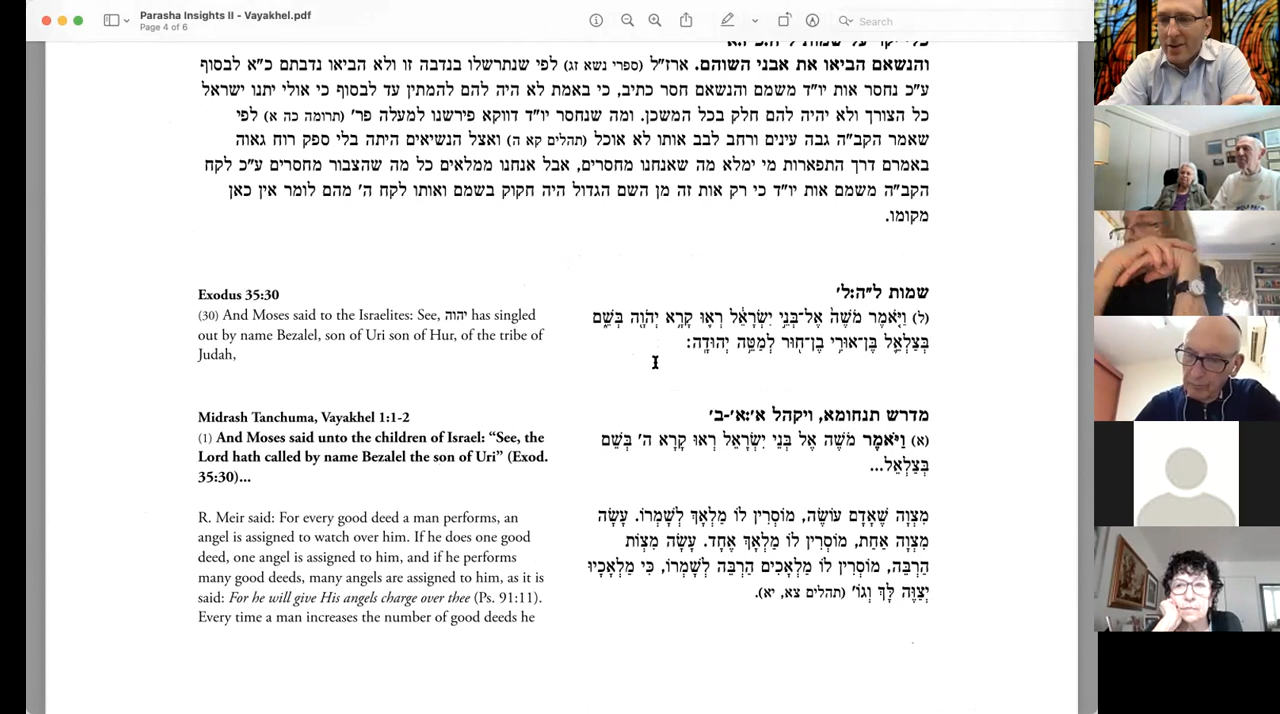 Parasha Insights II - Vayakhel.pdf
Page 4 of 6
Search
והנשאם הביאו את אבני השוהם. ארז"ל (ספרי נשא זג) לפי שנתרשלו בנדבה זו ולא הביאו נדבתם כ"א לבסוף
ע"כ נחסר אות יו"ד משמם והנשאם חסר כתיב, כי באמת לא היה להם להמתין עד לבסוף כי אולי יתנו ישראל
כל הצורך ולא יהיה להם חלק בכל המשכן. ומה שנחסר יו"ד דווקא פירשנו למעלה פר' (תרומה כה א) לפי
שאמר הקב"ה גבה עינים ורחב לבב אותו לא אוכל (תהלים קא ה) ואצל הנשיאים היתה בלי ספק רוח גאוה
באמרם דרך התפארות מי ימלא מה שאנחנו מחסרים, אבל אנחנו ממלאים כל מה שהצבור מחסרים ע"כ לקח
הקב"ה משמם אות יו"ד כי רק אות זה מן השם הגדול היה חקוק בשמם ואותו לקח ה' מהם לומר אין כאן
מקומו.
Exodus 35:30
(30) And Moses said to the Israelites: See, יהוה has singled
out by name Bezalel, son of Uri son of Hur, of the tribe of
Judah,
שמות ל״ה:ל׳
(ל) וַיֹּ֤אמֶר מֹשֶׁה֙ אֶל־בְּנֵ֣י יִשְׂרָאֵ֔ל רְא֛וּ קָרָ֥א יְהֹוָ֖ה בְּשֵׁ֑ם
בְּצַלְאֵ֛ל בֶּן־אוּרִ֥י בֶן־ח֖וּר לְמַטֵּ֥ה יְהוּדָֽה׃
Midrash Tanchuma, Vayakhel 1:1-2
(1) And Moses said unto the children of Israel: “See, the
Lord hath called by name Bezalel the son of Uri” (Exod.
35:30)...
מדרש תנחומא, ויקהל א׳:א׳-ב׳
(א) וַיֹּאמֶר מֹשֶׁה אֶל בְּנֵי יִשְׂרָאֵל רְאוּ קָרָא ה' בְּשֵׁם
בְּצַלְאֵל...
R. Meir said: For every good deed a man performs, an
angel is assigned to watch over him. If he does one good
deed, one angel is assigned to him, and if he performs
many good deeds, many angels are assigned to him, as it is
said: For he will give His angels charge over thee (Ps. 91:11).
Every time a man increases the number of good deeds he
מִצְוָה שֶׁאָדָם עוֹשֶׂה, מוֹסְרִין לוֹ מַלְאָךְ לְשָׁמְרוֹ. עָשָׂה
מִצְוָה אַחַת, מוֹסְרִין לוֹ מַלְאָךְ אֶחָד. עָשָׂה מִצְוֹת
הַרְבֵּה, מוֹסְרִין לוֹ מַלְאָכִים הַרְבֵּה לְשָׁמְרוֹ, כִּי מַלְאָכָיו
יְצַוֶּה לָּךְ וְגוֹ' (תהלים צא, יא).